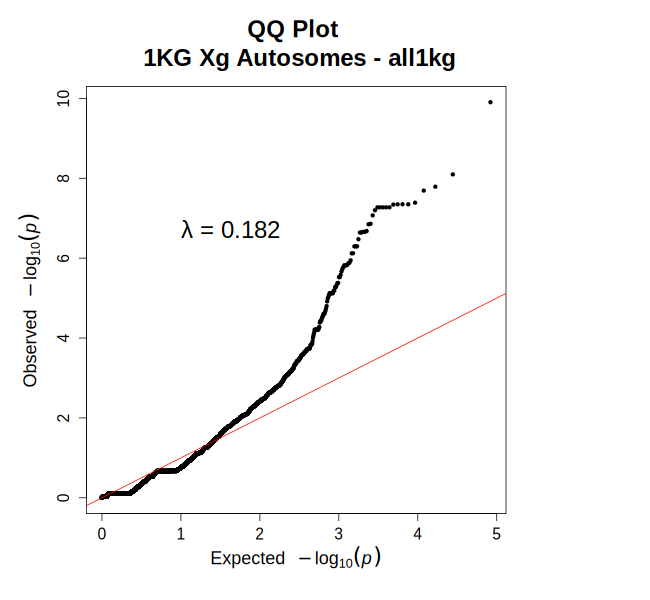 QQ Plot
1KG Xg Autosomes - all1kg
10
8
6
4
2
0
Observed −log10(p)
λ = 0.182
0 1 2 3 4 5
Expected −log10(p)